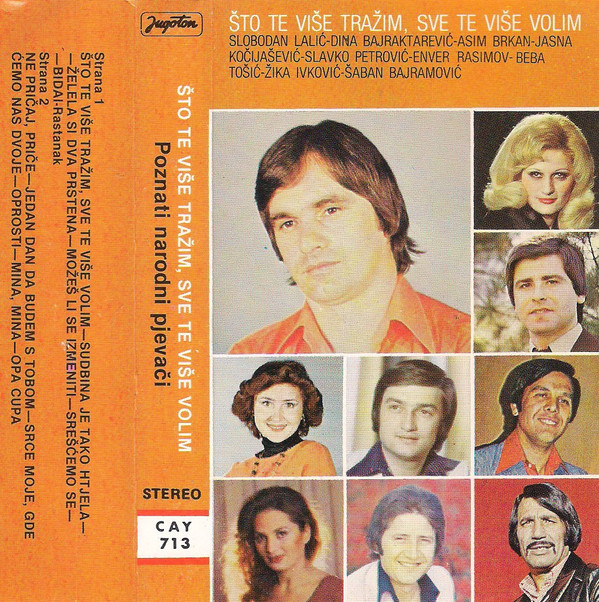 Jugoton
ŠTO TE VIŠE TRAŽIM, SVE TE VIŠE VOLIM
SLOBODAN LALIĆ-DINA BAJRAKTAREVIĆ-ASIM BRKAN-JASNA
KOČIJAŠEVIĆ-SLAVKO PETROVIĆ-ENVER RASIMOV-BEBA
TOŠIĆ-ŽIKA IVKOVIĆ-ŠABAN BAJRAMOVIĆ
ŠTO TE VIŠE TRAŽIM, SVE TE VIŠE VOLIM
Poznati narodni pjevači
STEREO
CAY
713
Strana 1
ŠTO TE VIŠE TRAŽIM, SVE TE VIŠE VOLIM—SUDBINA JE TAKO HTJELA—
—ŽELELA SI DVA PRSTENA—MOŽEŠ LI SE IZMENITI—SREŠĆEMO SE—
—BIDAI-Rastanak
Strana 2
NE PRIČAJ, PRIČE—JEDAN DAN DA BUDEM S TOBOM—SRCE MOJE, GDE
ĆEMO NAS DVOJE—OPROSTI—MINA, MINA—OPA CUPA